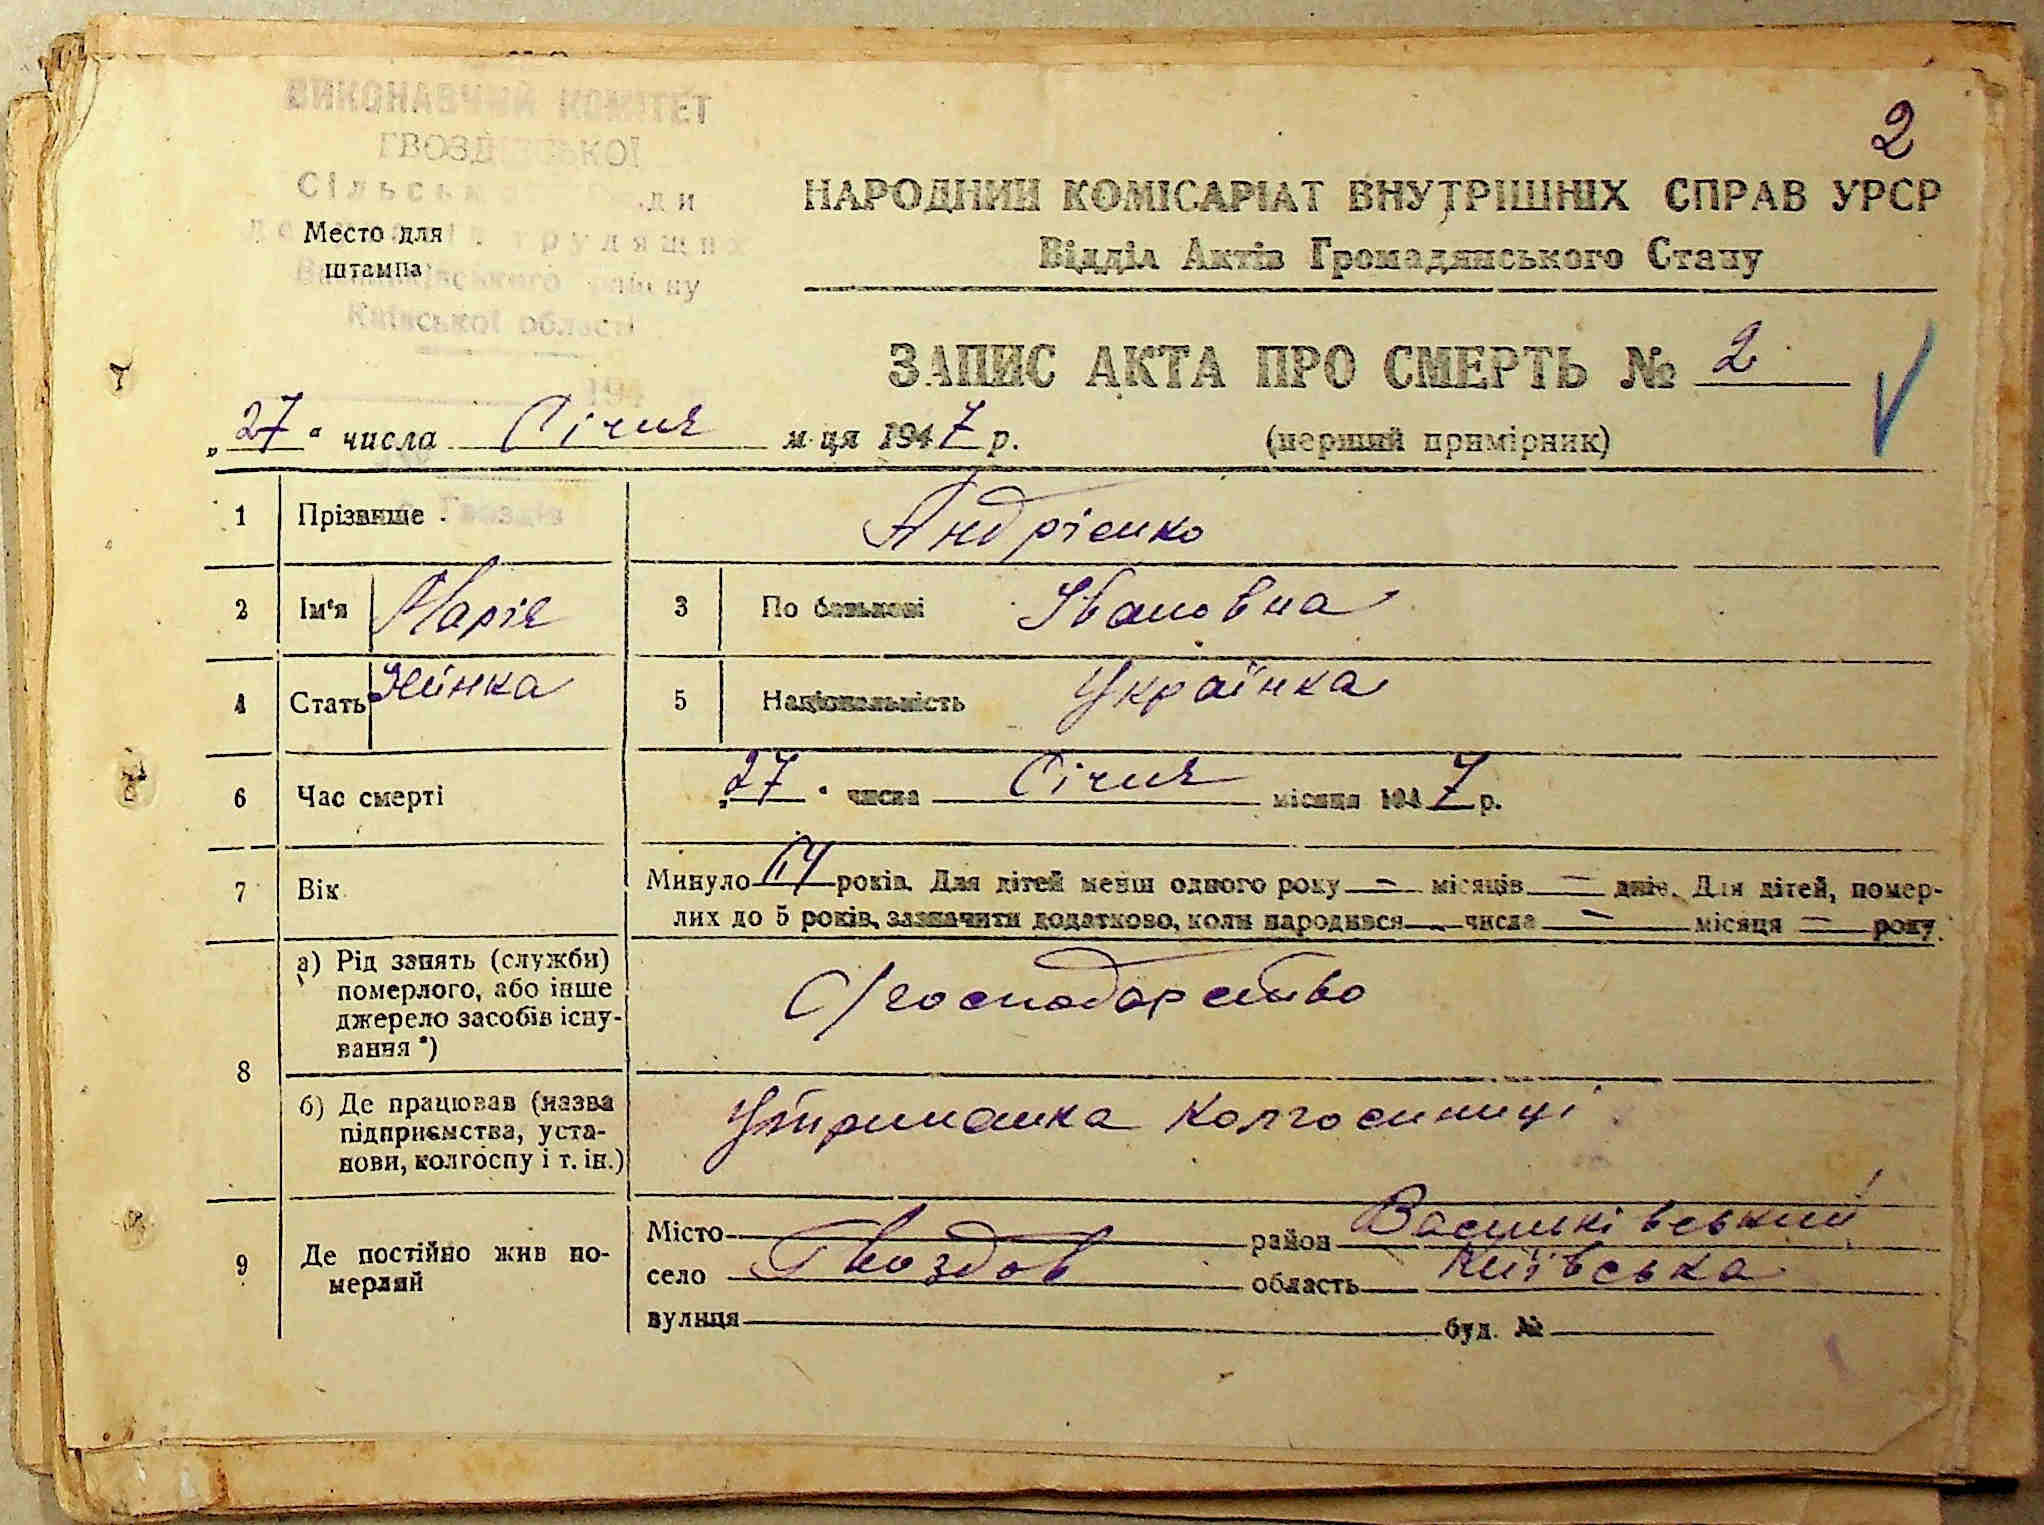 2
ВИКОНАВЧИЙ КОМІТЕТ
ГВОЗДІВСЬКОЇ
Сільської Ради
трудящих
Васильківського району
Київської області
194
Гвоздів
Место для
штампа
НАРОДНИЙ КОМІСАРІАТ ВНУТРІШНІХ СПРАВ УРСР
Відділ Актів Громадянського Стану
ЗАПИС АКТА ПРО СМЕРТЬ № 2
„27“ числа Січня м-ця 1947 р. (перший примірник)
1 Прізвище Андрієнко
2 Ім'я Марія 3 По батькові Івановна
4 Стать Жінка 5 Національність Українка
6 Час смерті „27“ числа Січня місяця 1947 р.
7 Вік Минуло років. Для дітей менш одного року — місяців — днів. Для дітей, помер-
лих до 5 років, зазначити додатково, коли народився — числа — місяця — року
8 а) Рід занять (служби)
померлого, або інше
джерело засобів існу-
вання *)
С/господарство
б) Де працював (назва
підприємства, уста-
нови, колгоспу і т. ін.)
Утриманка колгоспниці
9 Де постійно жив по-
мерлий
Місто район Васильківський
село Гвоздов область Київська
вулиця буд. №